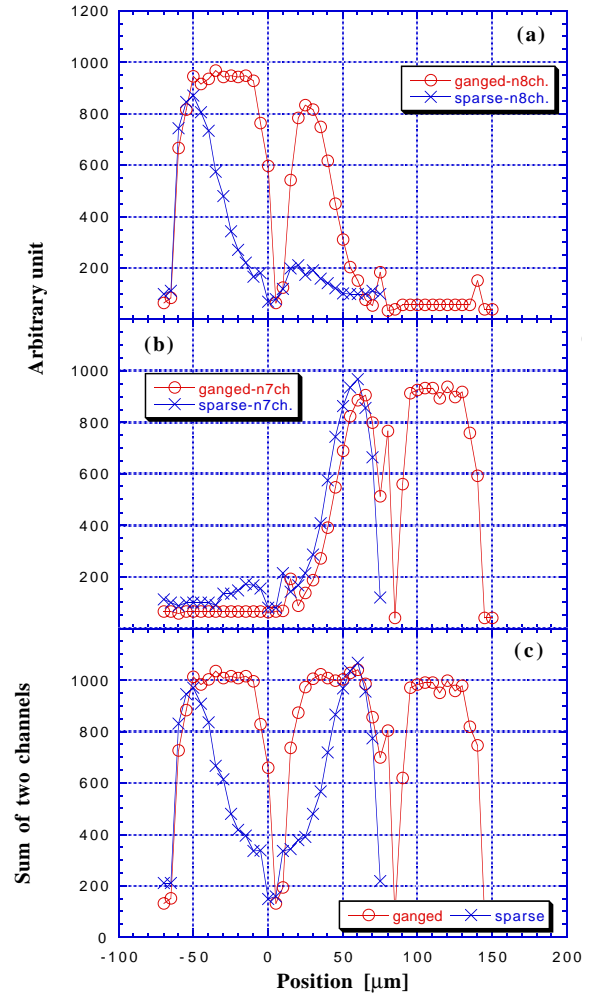 (a)
1200
1000
800
600
400
200
ganged-n8ch.
sparse-n8ch.
Arbitrary unit
(b)
1000
800
600
400
200
ganged-n7ch
sparse-n7ch.
(c)
1000
800
600
400
200
0
Sum of two channels
ganged sparse
-100 -50 0 50 100 150 200
Position [μm]